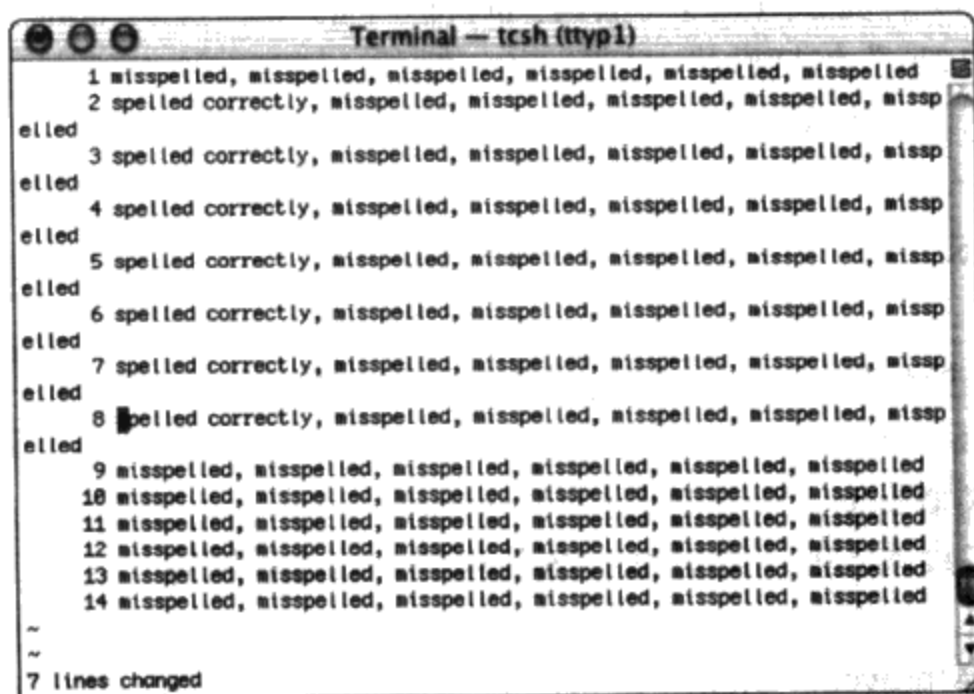 Terminal — tcsh (ttyp1)
1 misspelled, misspelled, misspelled, misspelled, misspelled, misspelled
2 spelled correctly, misspelled, misspelled, misspelled, misspelled, missp
elled
3 spelled correctly, misspelled, misspelled, misspelled, misspelled, missp
elled
4 spelled correctly, misspelled, misspelled, misspelled, misspelled, missp
elled
5 spelled correctly, misspelled, misspelled, misspelled, misspelled, missp
elled
6 spelled correctly, misspelled, misspelled, misspelled, misspelled, missp
elled
7 spelled correctly, misspelled, misspelled, misspelled, misspelled, missp
elled
8 spelled correctly, misspelled, misspelled, misspelled, misspelled, missp
elled
9 misspelled, misspelled, misspelled, misspelled, misspelled, misspelled
10 misspelled, misspelled, misspelled, misspelled, misspelled, misspelled
11 misspelled, misspelled, misspelled, misspelled, misspelled, misspelled
12 misspelled, misspelled, misspelled, misspelled, misspelled, misspelled
13 misspelled, misspelled, misspelled, misspelled, misspelled, misspelled
14 misspelled, misspelled, misspelled, misspelled, misspelled, misspelled
~
~
7 lines changed